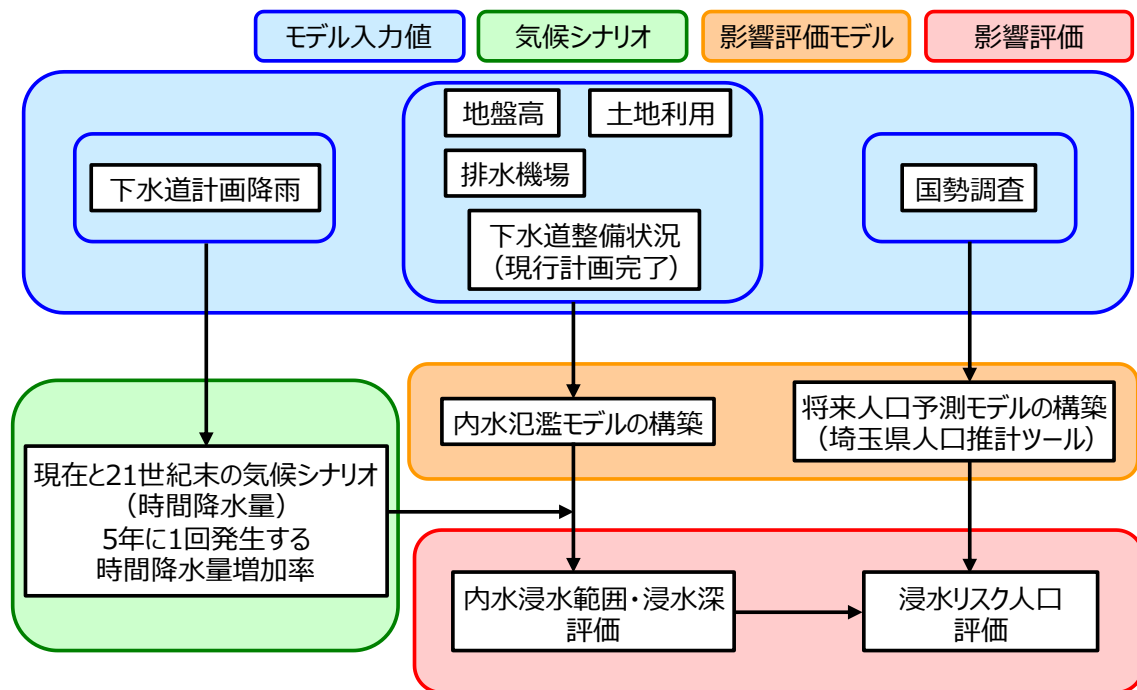 モデル入力値
気候シナリオ
影響評価モデル
影響評価
地盤高
土地利用
排水機場
下水道計画降雨
国勢調査
下水道整備状況
（現行計画完了）
内水氾濫モデルの構築
将来人口予測モデルの構築
（埼玉県人口推計ツール）
現在と21世紀末の気候シナリオ
（時間降水量）
5年に1回発生する
時間降水量増加率
内水浸水範囲・浸水深
評価
浸水リスク人口
評価